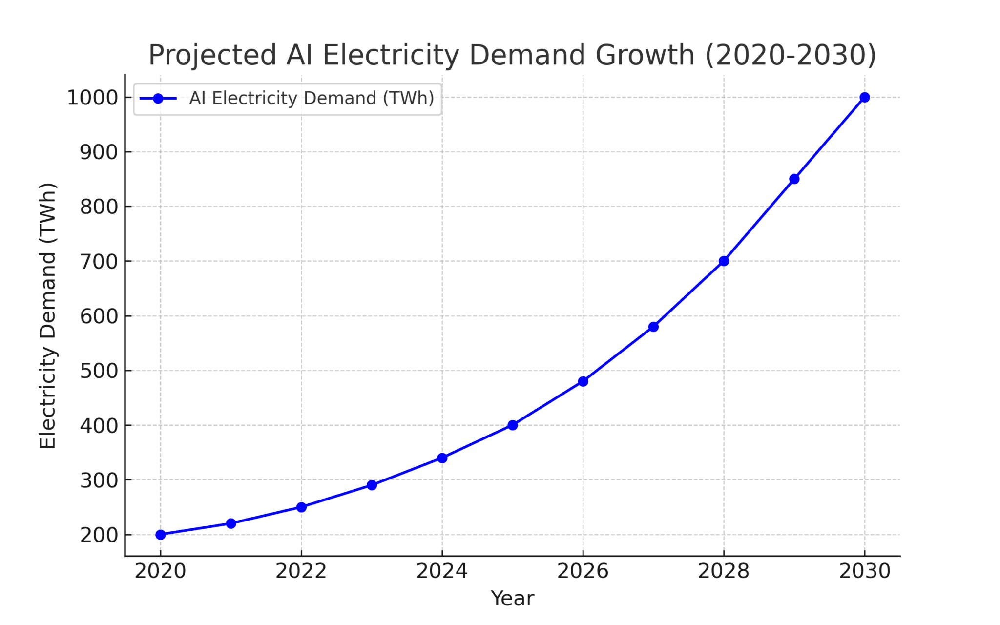 Projected AI Electricity Demand Growth (2020-2030)
AI Electricity Demand (TWh)
1000
900
800
700
600
500
400
300
200
Electricity Demand (TWh)
2020 2022 2024 2026 2028 2030
Year